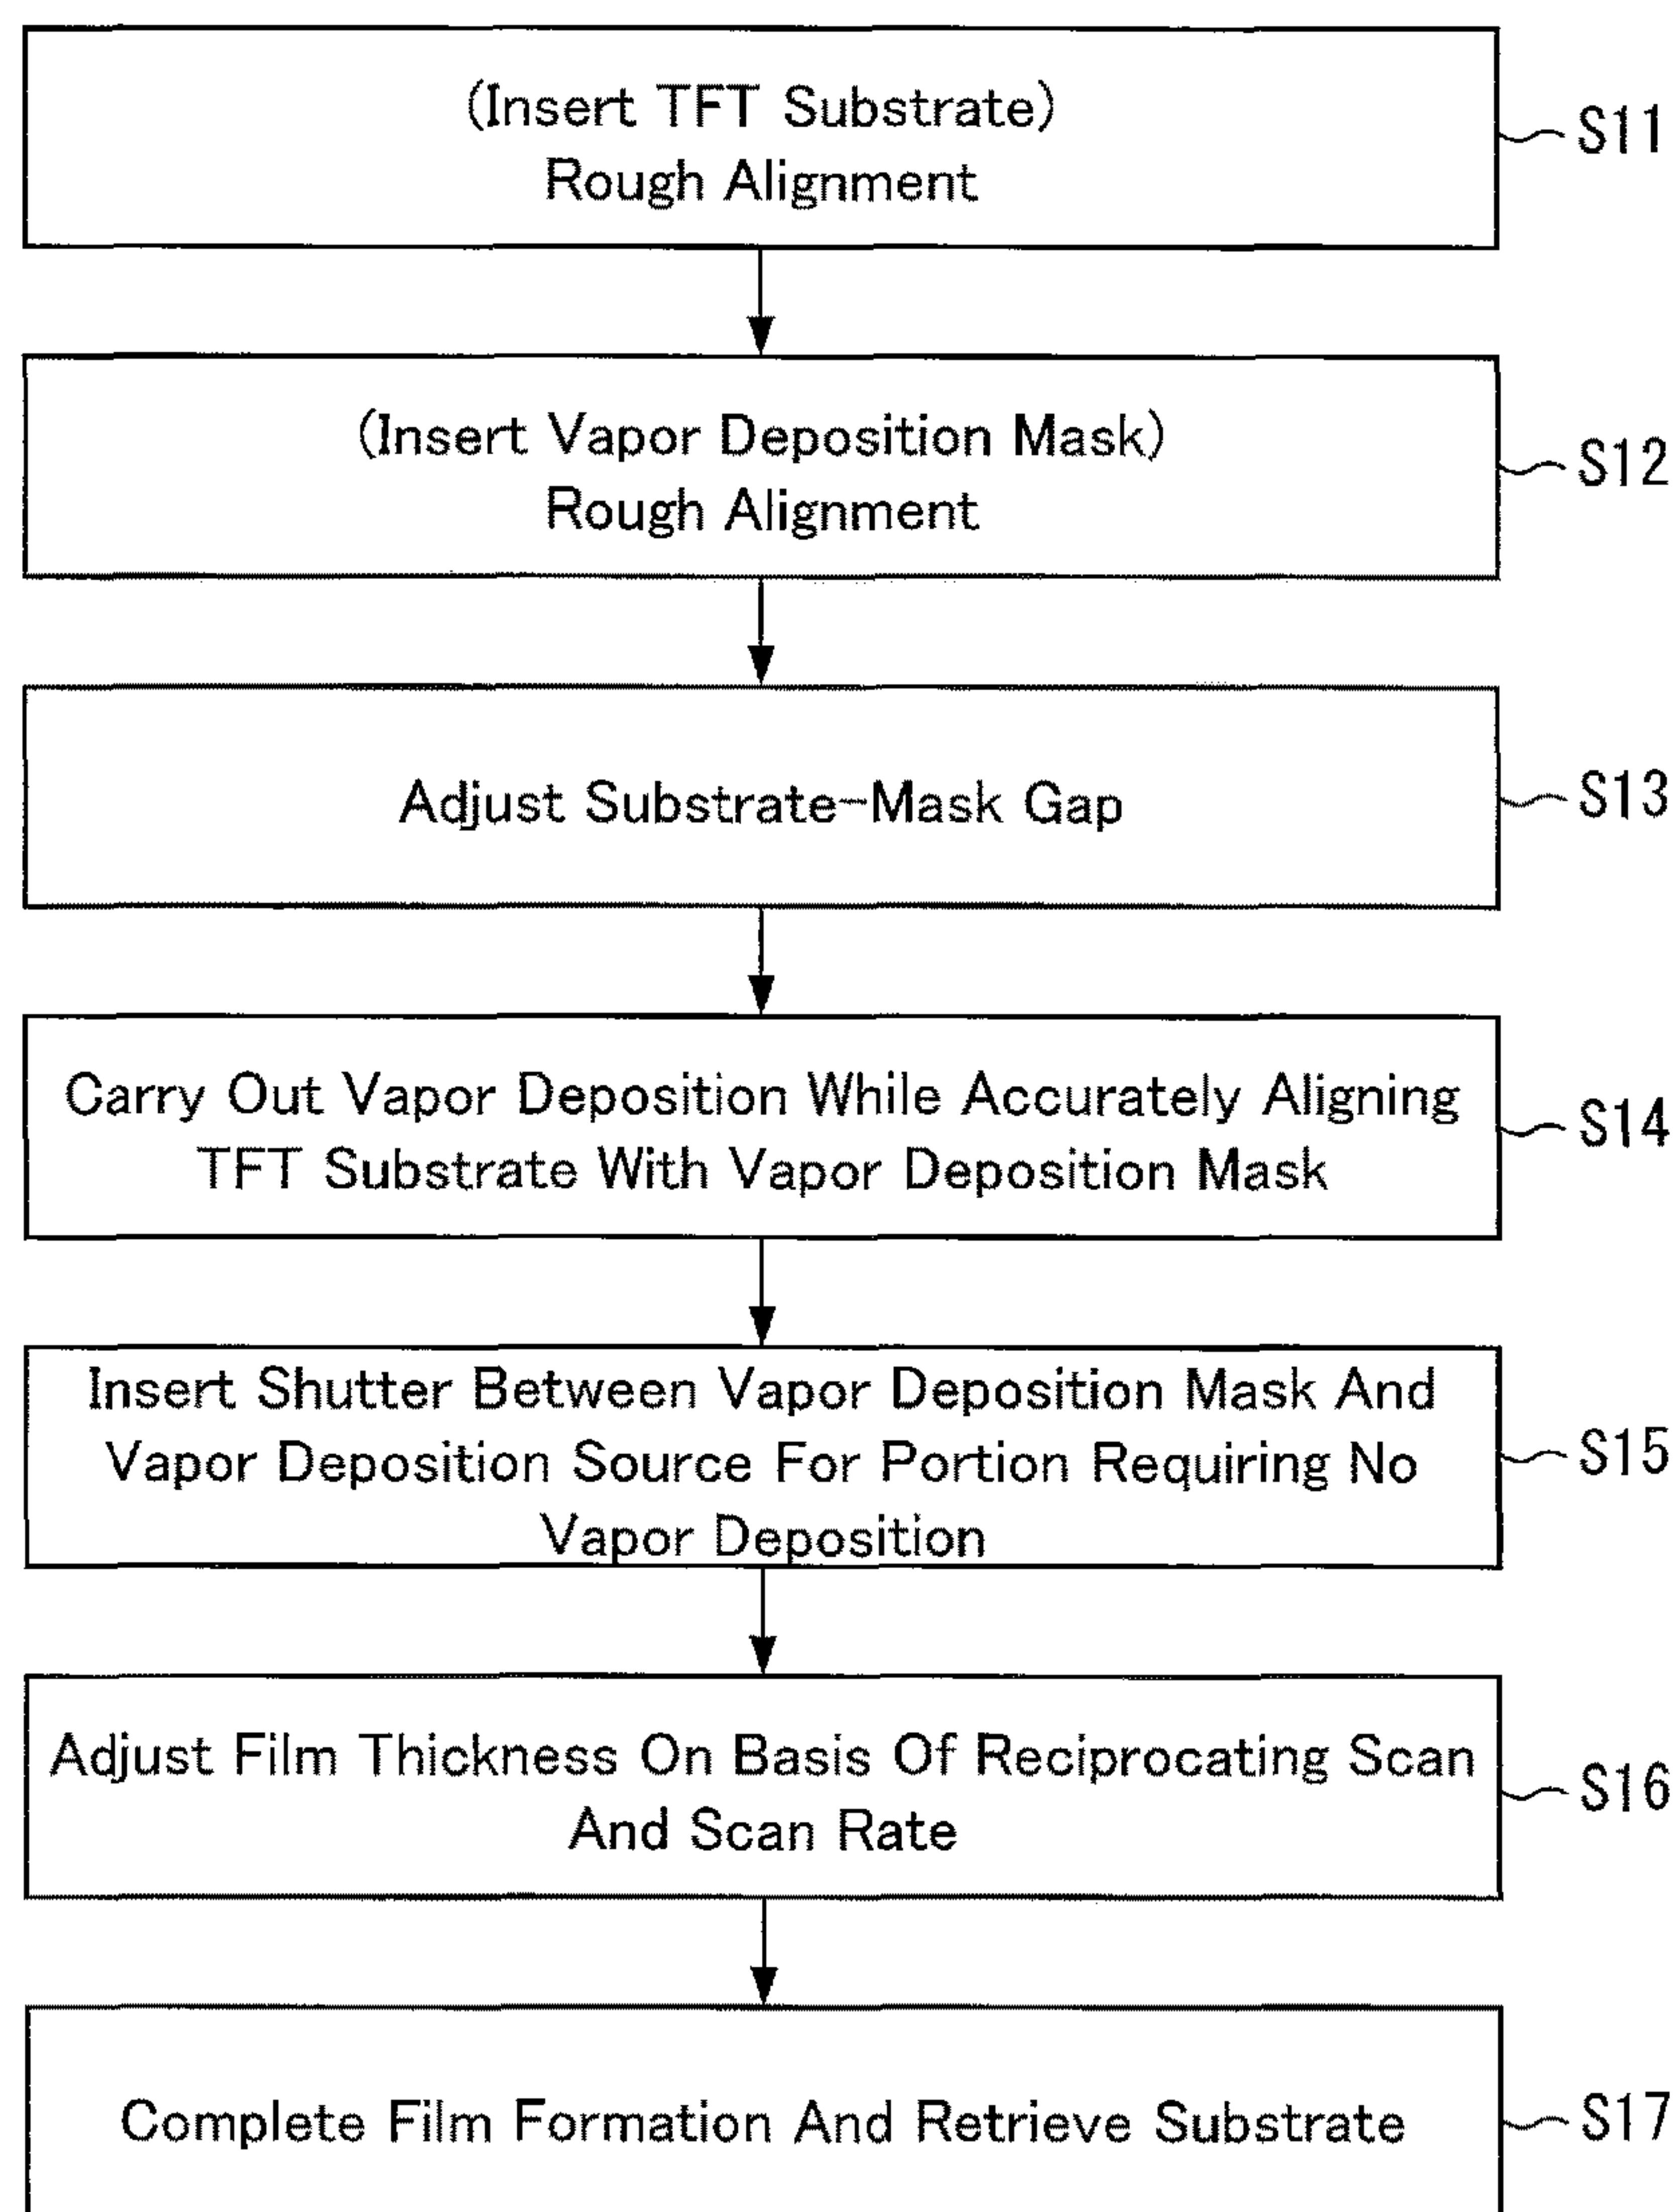 (Insert TFT Substrate)
Rough Alignment
S11
(Insert Vapor Deposition Mask)
Rough Alignment
S12
Adjust Substrate-Mask Gap
S13
Carry Out Vapor Deposition While Accurately Aligning
TFT Substrate With Vapor Deposition Mask
S14
Insert Shutter Between Vapor Deposition Mask And
Vapor Deposition Source For Portion Requiring No
Vapor Deposition
S15
Adjust Film Thickness On Basis Of Reciprocating Scan
And Scan Rate
S16
Complete Film Formation And Retrieve Substrate
S17